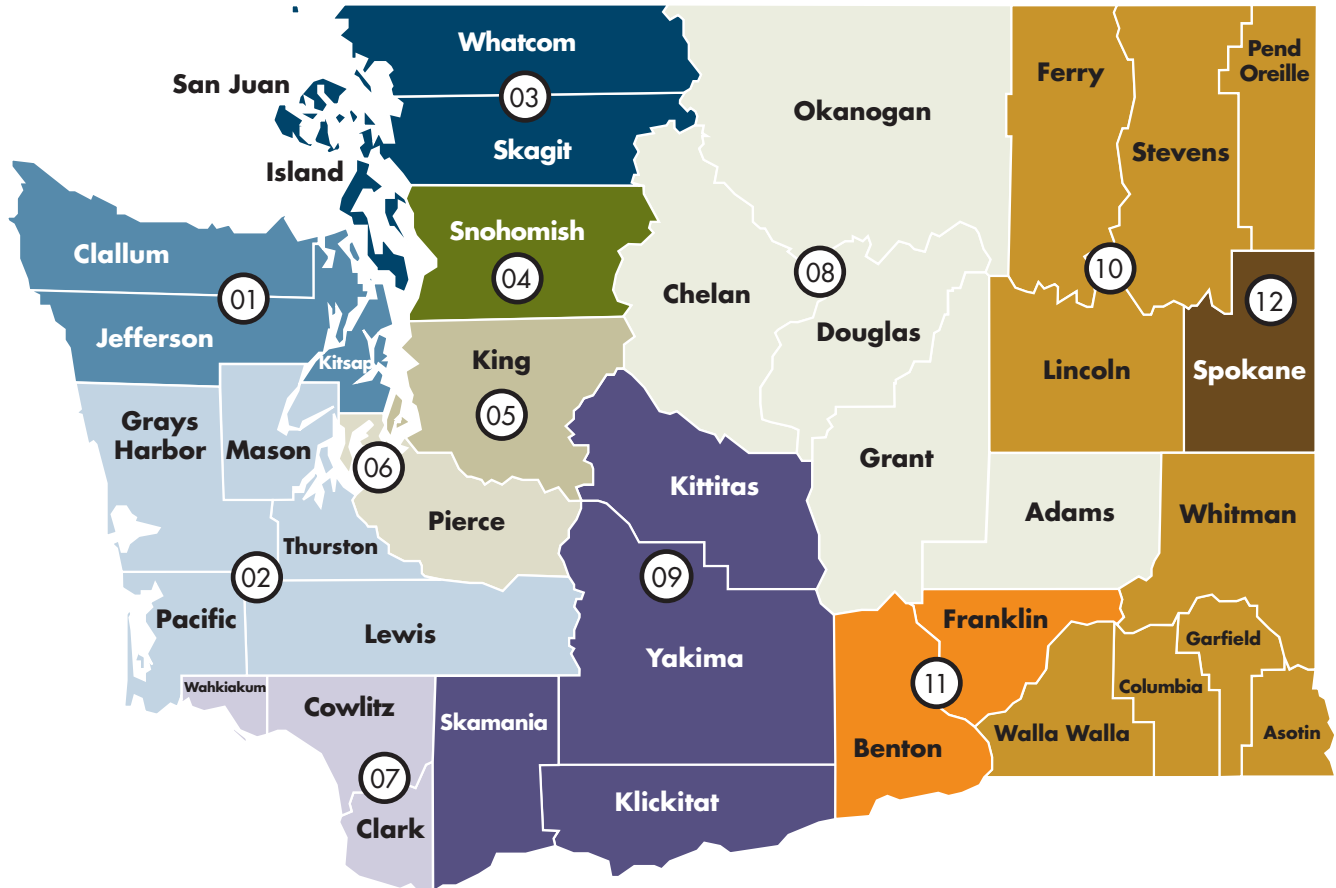 Whatcom
San Juan
03
Skagit
Island
Okanogan
Ferry
Pend
Oreille
Stevens
Clallum
01
Jefferson
Kitsap
Snohomish
04
Chelan
08
Douglas
10
12
Lincoln
Spokane
King
05
Grays
Harbor
Mason
06
Pierce
Thurston
02
Kittitas
Grant
Adams
Whitman
09
Pacific
Lewis
Yakima
Franklin
11
Benton
Garfield
Columbia
Walla Walla
Asotin
Wahkiakum
Cowlitz
07
Clark
Skamania
Klickitat